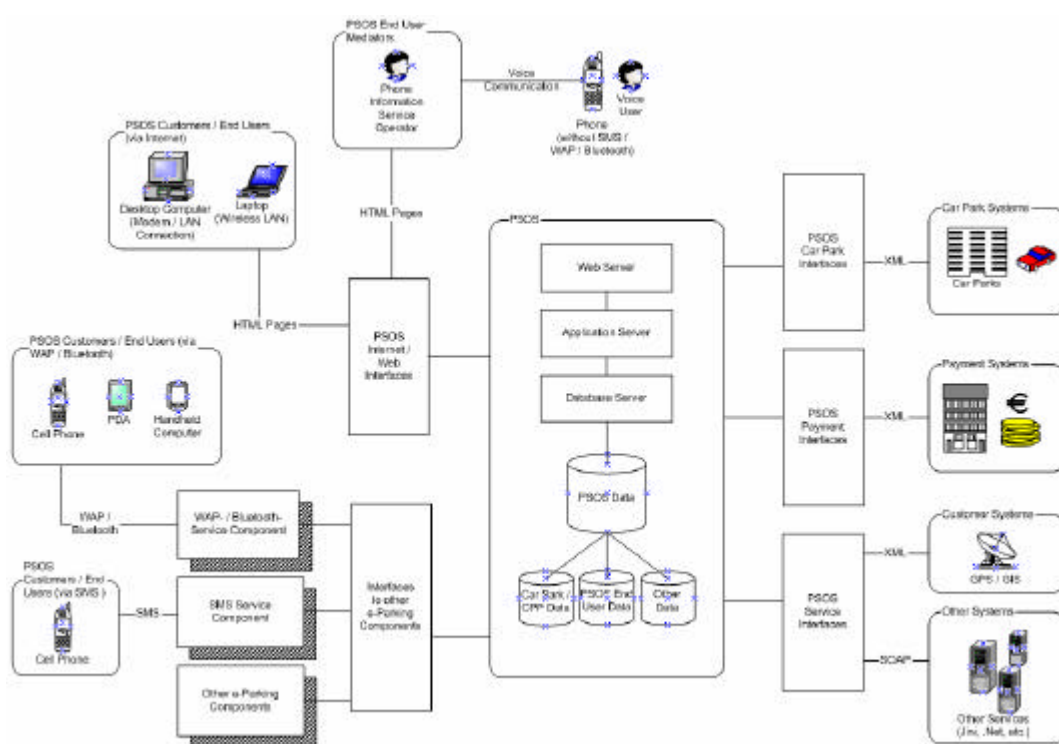 PSOS End User
Mediators
Phone
Information
Service
Operator
Voice
Communication
Voice
User
Phone
(without SMS /
WAP / Bluetooth)
PSOS Customers / End Users
(via Internet)
Desktop Computer
(Modem / LAN
Connection)
Laptop
(Wireless LAN)
HTML Pages
HTML Pages
PSOS
Internet /
Web
Interfaces
PSOS Customers / End Users (via
WAP / Bluetooth)
Cell Phone
PDA
Handheld
Computer
WAP /
Bluetooth
WAP- / Bluetooth-
Service Component
PSOS
Customers / End
Users (via SMS )
Cell Phone
SMS
SMS Service
Component
Other e-Parking
Components
Interfaces
to other
e-Parking
Components
PSOS
Web Server
Application Server
Database Server
PSOS Data
Car Park /
CPP Data
PSOS End
User Data
Other
Data
PSOS
Car Park
Interfaces
XML
Car Park Systems
Car Parks
PSOS
Payment
Interfaces
XML
Payment Systems
€
PSOS
Service
Interfaces
XML
Customer Systems
GPS / GIS
SOAP
Other Systems
Other Services
(Jini, .Net, etc.)